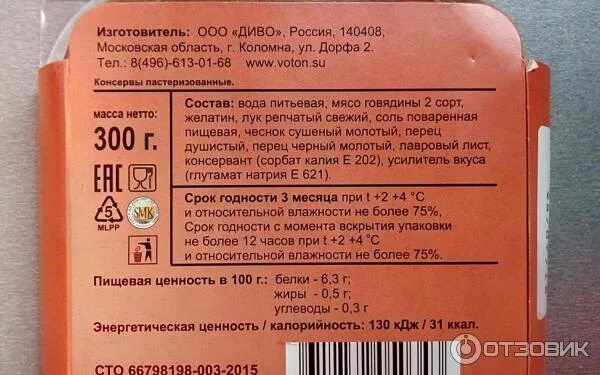 Изготовитель: ООО «ДИВО», Россия, 140408,
Московская область, г. Коломна, ул. Дорфа 2.
Тел.: 8(496)-613-01-68 www.voton.su
Консервы пастеризованные.
масса нетто:
300 г.
Состав: вода питьевая, мясо говядины 2 сорт,
желатин, лук репчатый свежий, соль поваренная
пищевая, чеснок сушеный молотый, перец
душистый, перец черный молотый, лавровый лист,
консервант (сорбат калия Е 202), усилитель вкуса
(глутамат натрия Е 621).
EAC
5
MLPP
SMK
Срок годности 3 месяца при t +2 +4 °С
и относительной влажности не более 75%,
Срок годности с момента вскрытия упаковки
не более 12 часов при t +2 +4 °С
и относительной влажности не более 75%.
Пищевая ценность в 100 г.: белки - 6,3 г;
жиры - 0,5 г;
углеводы - 0,3 г
Энергетическая ценность / калорийность: 130 кДж / 31 ккал.
СТО 66798198-003-2015
ОТЗОВИК